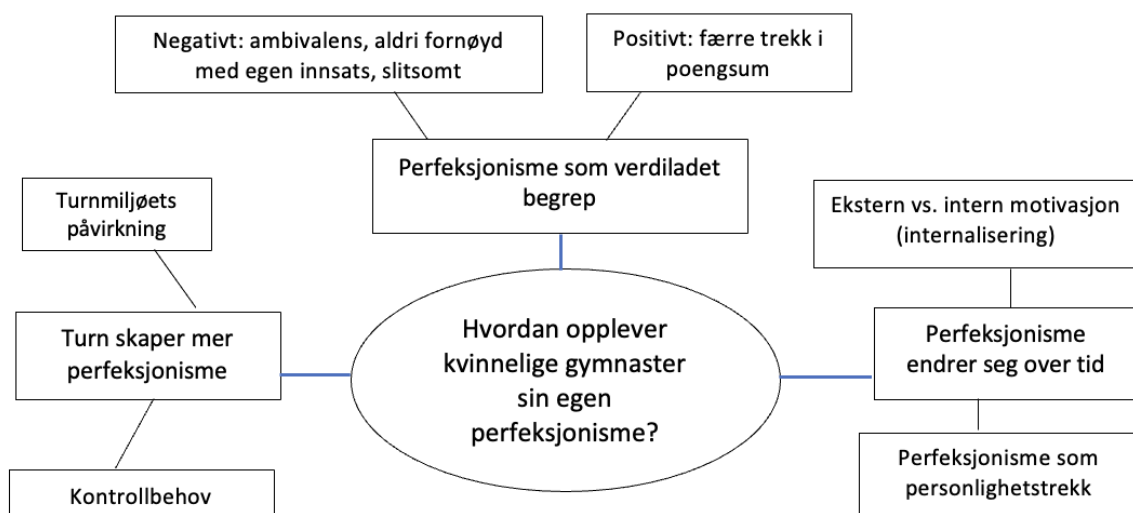 Negativt: ambivalens, aldri fornøyd
med egen innsats, slitsomt
Positivt: færre trekk i
poengsum
Perfeksjonisme som verdiladet
begrep
Turnmiljøets
påvirkning
Ekstern vs. intern motivasjon
(internalisering)
Turn skaper mer
perfeksjonisme
Hvordan opplever
kvinnelige gymnaster
sin egen
perfeksjonisme?
Perfeksjonisme
endrer seg over tid
Kontrollbehov
Perfeksjonisme som
personlighetstrekk